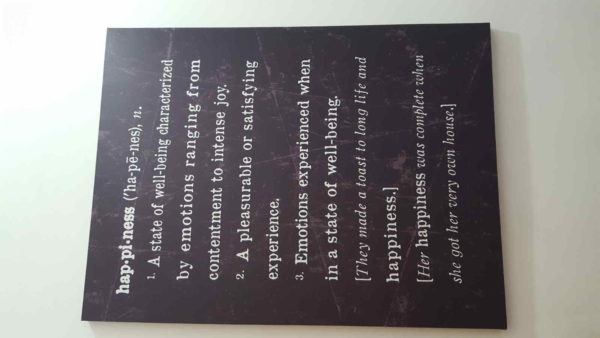 hap•pi•ness ('ha-pē-nes), n.
1. A state of well-being characterized
by emotions ranging from
contentment to intense joy.
2. A pleasurable or satisfying
experience.
3. Emotions experienced when
in a state of well-being.
[They made a toast to long life and
happiness.]
[Her happiness was complete when
she got her very own house.]